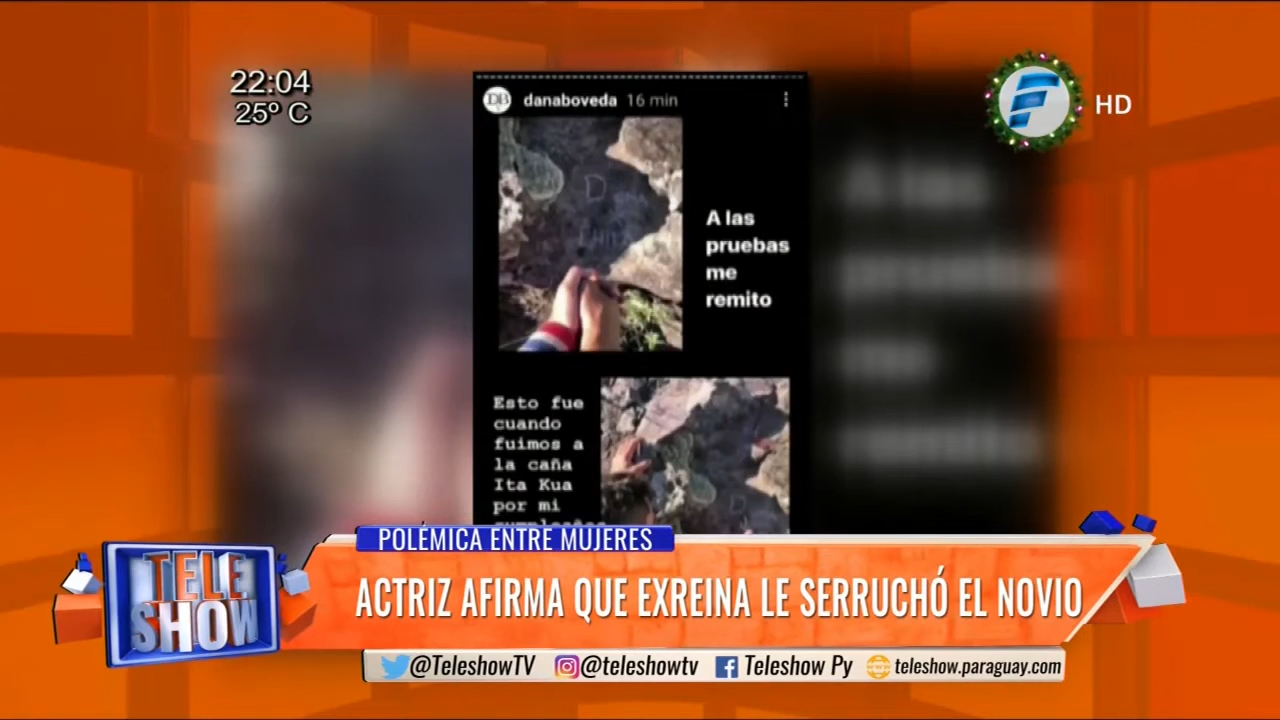 22:04
25º C
HD
DB
danaboveda 16 min
D
A las
pruebas
me
remito
Esto fue
cuando
fuimos a
la caña
Ita Kua
por mi
POLÉMICA ENTRE MUJERES
ACTRIZ AFIRMA QUE EXREINA LE SERRUCHÓ EL NOVIO
TELE
SHOW
@TeleshowTV @teleshowtv Teleshow Py teleshow.paraguay.com